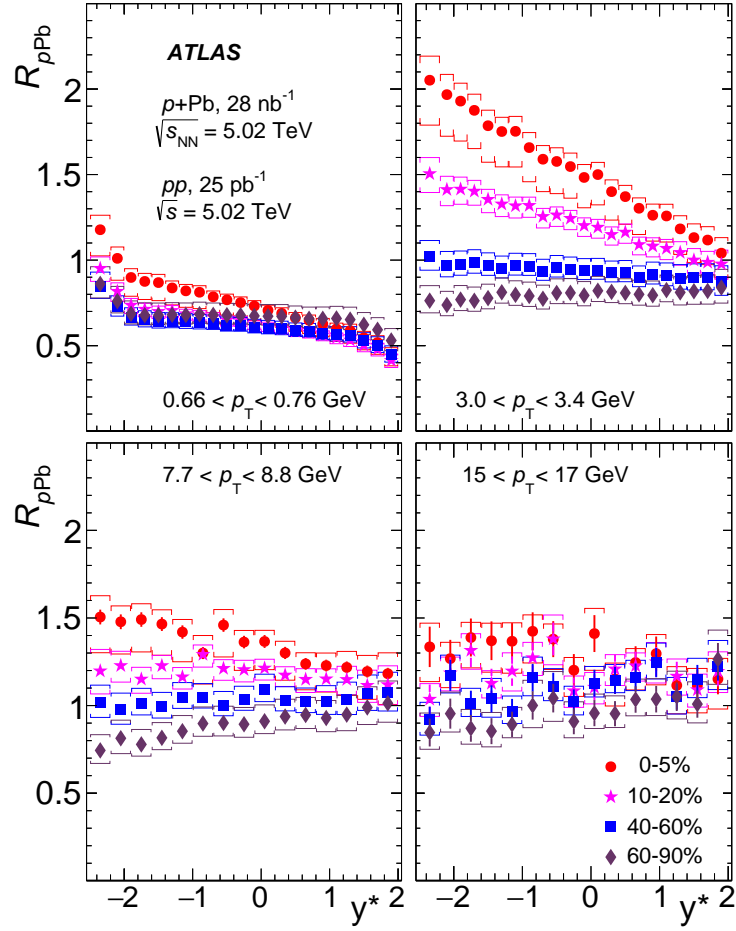 R_pPb
2
1.5
1
0.5
ATLAS
p+Pb, 28 nb⁻¹
√s_NN = 5.02 TeV
pp, 25 pb⁻¹
√s = 5.02 TeV
0.66 < p_T < 0.76 GeV
3.0 < p_T < 3.4 GeV
R_pPb
2
1.5
1
0.5
7.7 < p_T < 8.8 GeV
15 < p_T < 17 GeV
0-5%
10-20%
40-60%
60-90%
−2 −1 0 1 2
y*
−2 −1 0 1 2
y*